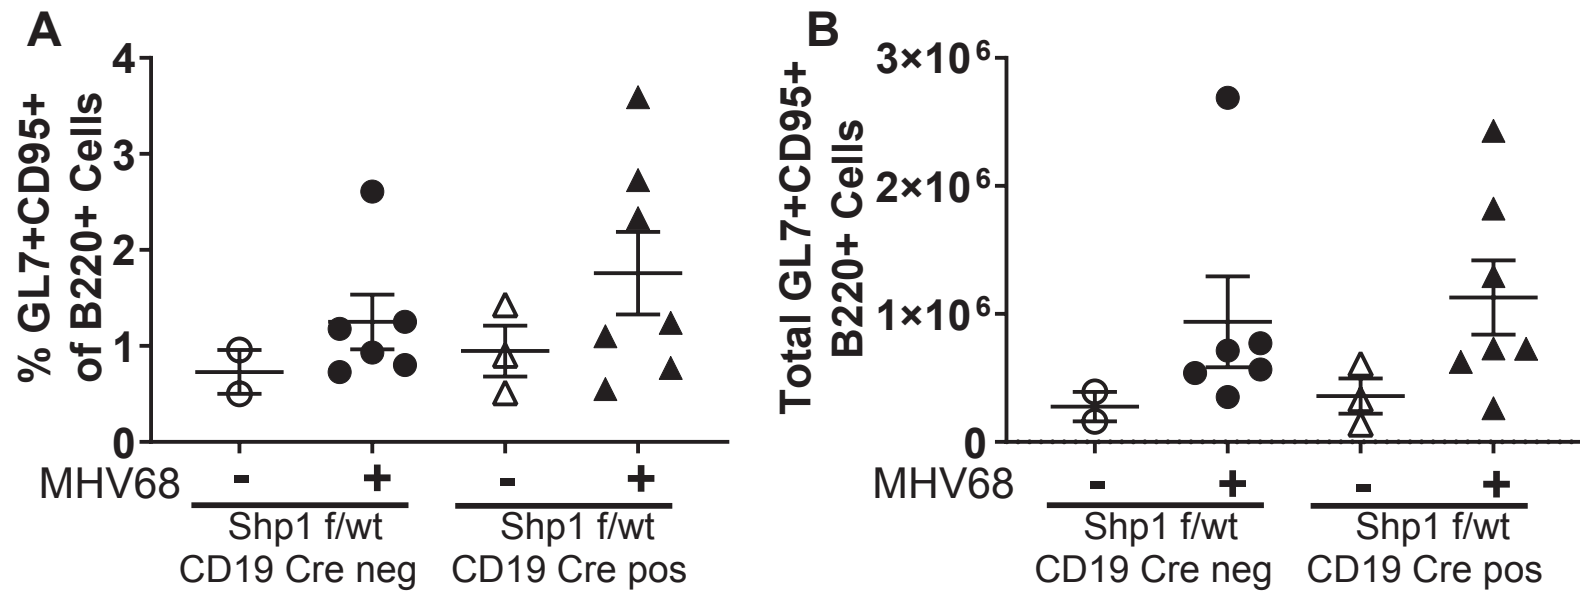 A
% GL7+CD95+
of B220+ Cells
4
3
2
1
0
MHV68 - + - +
Shp1 f/wt Shp1 f/wt
CD19 Cre neg CD19 Cre pos
B
Total GL7+CD95+
B220+ Cells
3×10⁶
2×10⁶
1×10⁶
0
MHV68 - + - +
Shp1 f/wt Shp1 f/wt
CD19 Cre neg CD19 Cre pos